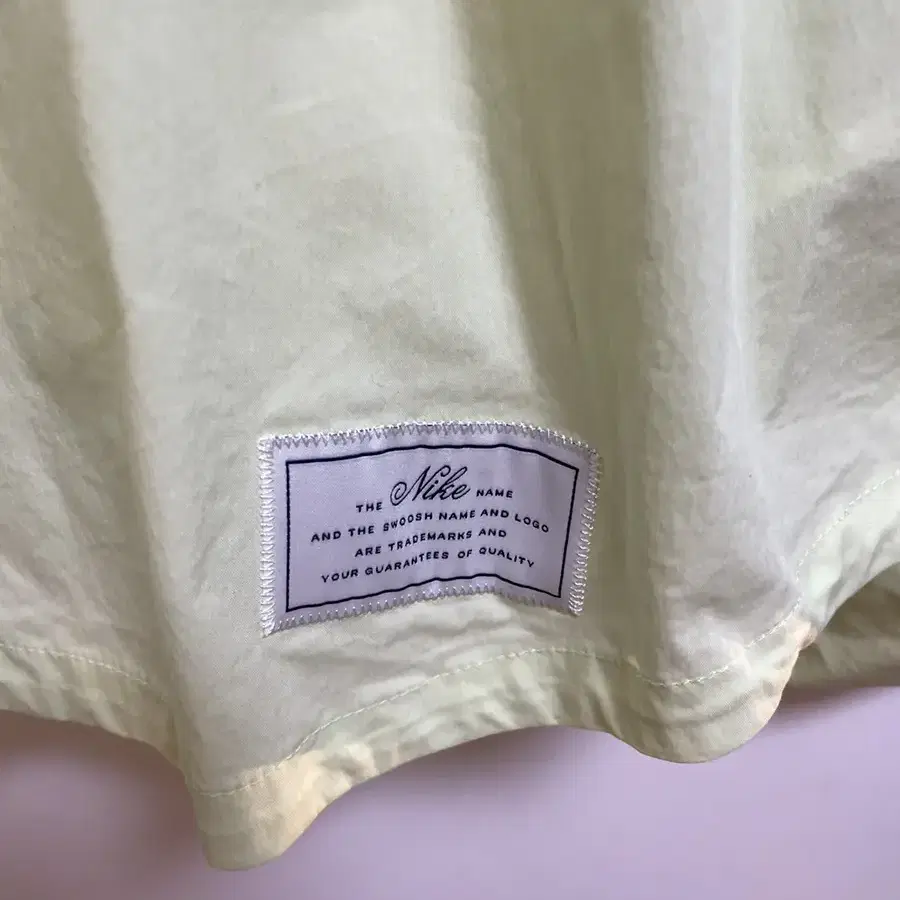 THE Nike NAME
AND THE SWOOSH NAME AND LOGO
ARE TRADEMARKS AND
YOUR GUARANTEES OF QUALITY